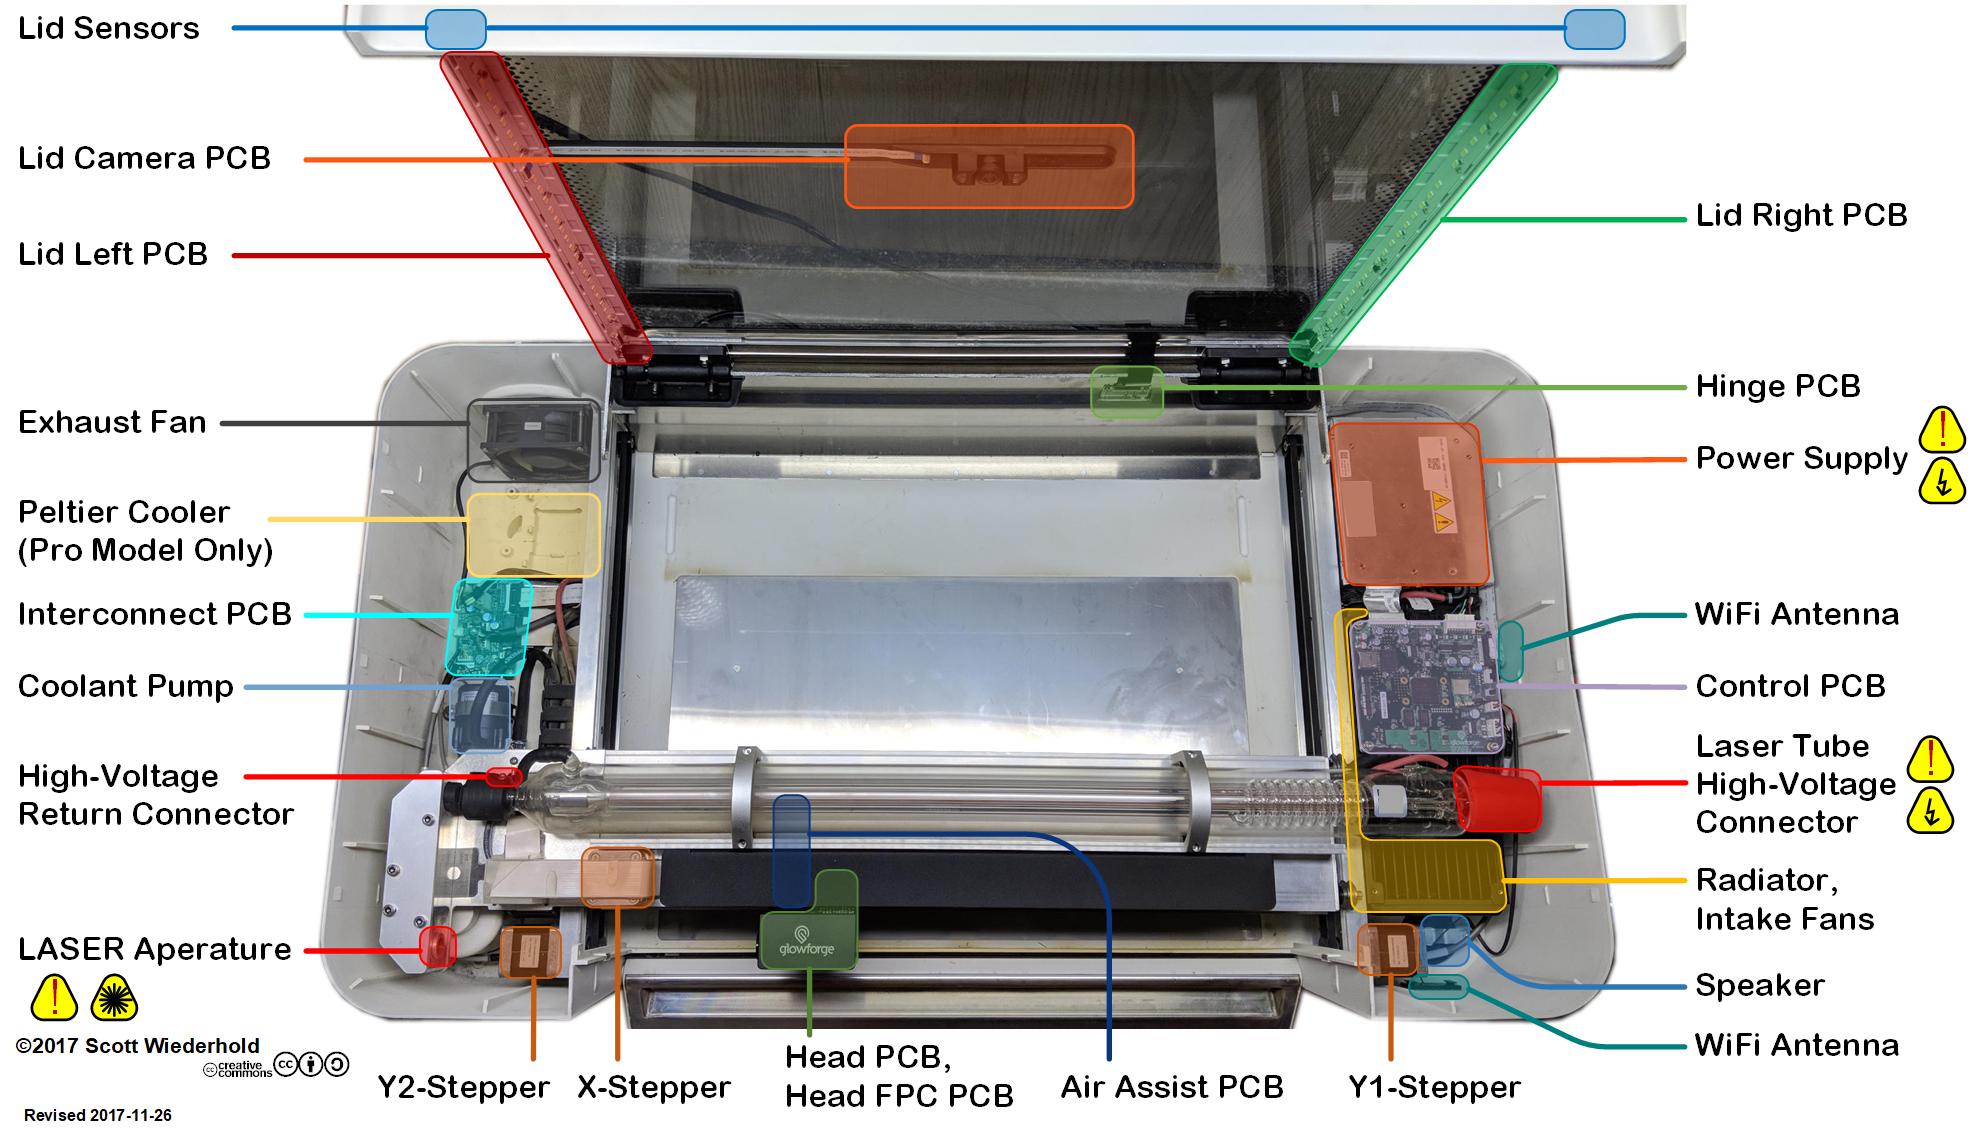 Lid Sensors
Lid Camera PCB
Lid Left PCB
Lid Right PCB
Hinge PCB
Exhaust Fan
Power Supply
Peltier Cooler
(Pro Model Only)
Interconnect PCB
WiFi Antenna
Coolant Pump
Control PCB
High-Voltage
Return Connector
Laser Tube
High-Voltage
Connector
Radiator,
Intake Fans
glowforge
glowforge
LASER Aperature
Speaker
WiFi Antenna
©2017 Scott Wiederhold
cc creative commons cc
Y2-Stepper
X-Stepper
Head PCB,
Head FPC PCB
Air Assist PCB
Y1-Stepper
Revised 2017-11-26